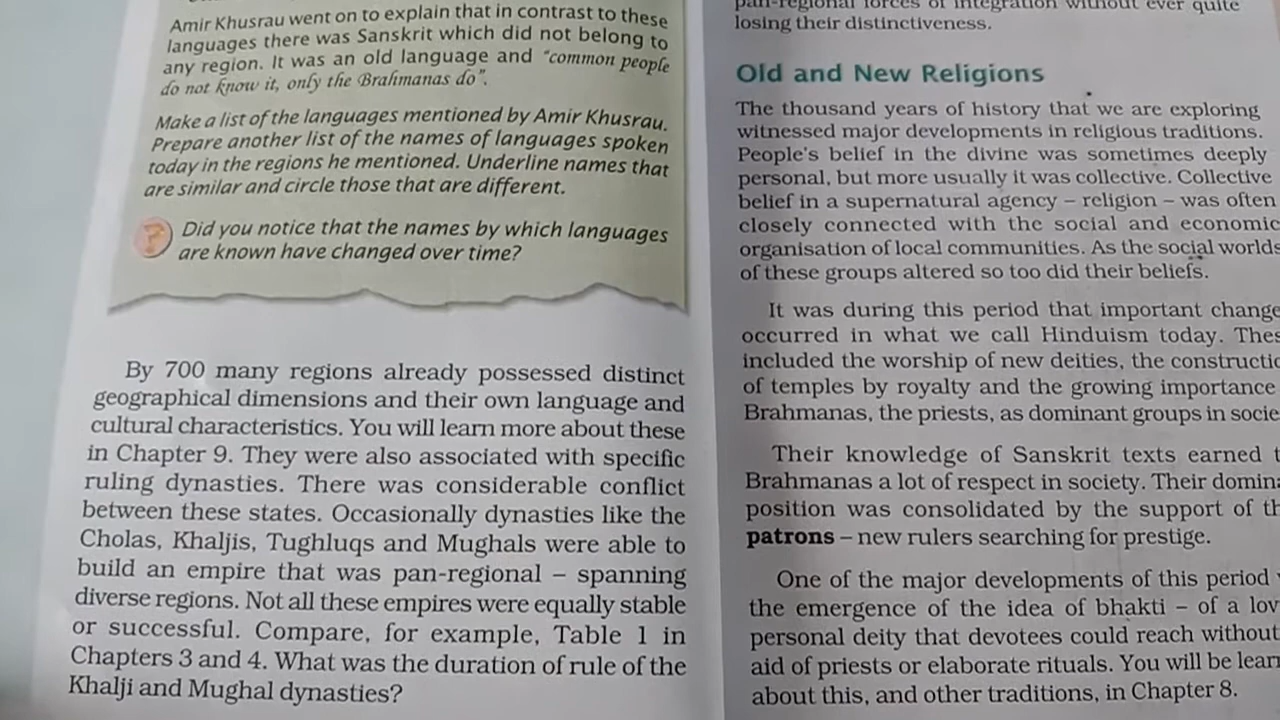 Amir Khusrau went on to explain that in contrast to these
languages there was Sanskrit which did not belong to
any region. It was an old language and "common people
do not know it, only the Brahmanas do".
Make a list of the languages mentioned by Amir Khusrau.
Prepare another list of the names of languages spoken
today in the regions he mentioned. Underline names that
are similar and circle those that are different.
?
Did you notice that the names by which languages
are known have changed over time?
By 700 many regions already possessed distinct
geographical dimensions and their own language and
cultural characteristics. You will learn more about these
in Chapter 9. They were also associated with specific
ruling dynasties. There was considerable conflict
between these states. Occasionally dynasties like the
Cholas, Khaljis, Tughluqs and Mughals were able to
build an empire that was pan-regional – spanning
diverse regions. Not all these empires were equally stable
or successful. Compare, for example, Table 1 in
Chapters 3 and 4. What was the duration of rule of the
Khalji and Mughal dynasties?
pan-regional forces of integration without ever quite
losing their distinctiveness.
Old and New Religions
The thousand years of history that we are exploring
witnessed major developments in religious traditions.
People's belief in the divine was sometimes deeply
personal, but more usually it was collective. Collective
belief in a supernatural agency – religion – was often
closely connected with the social and economic
organisation of local communities. As the social worlds
of these groups altered so too did their beliefs.
It was during this period that important change
occurred in what we call Hinduism today. Thes
included the worship of new deities, the constructio
of temples by royalty and the growing importance
Brahmanas, the priests, as dominant groups in socie
Their knowledge of Sanskrit texts earned t
Brahmanas a lot of respect in society. Their domina
position was consolidated by the support of th
patrons – new rulers searching for prestige.
One of the major developments of this period
the emergence of the idea of bhakti – of a lov
personal deity that devotees could reach without
aid of priests or elaborate rituals. You will be lear
about this, and other traditions, in Chapter 8.